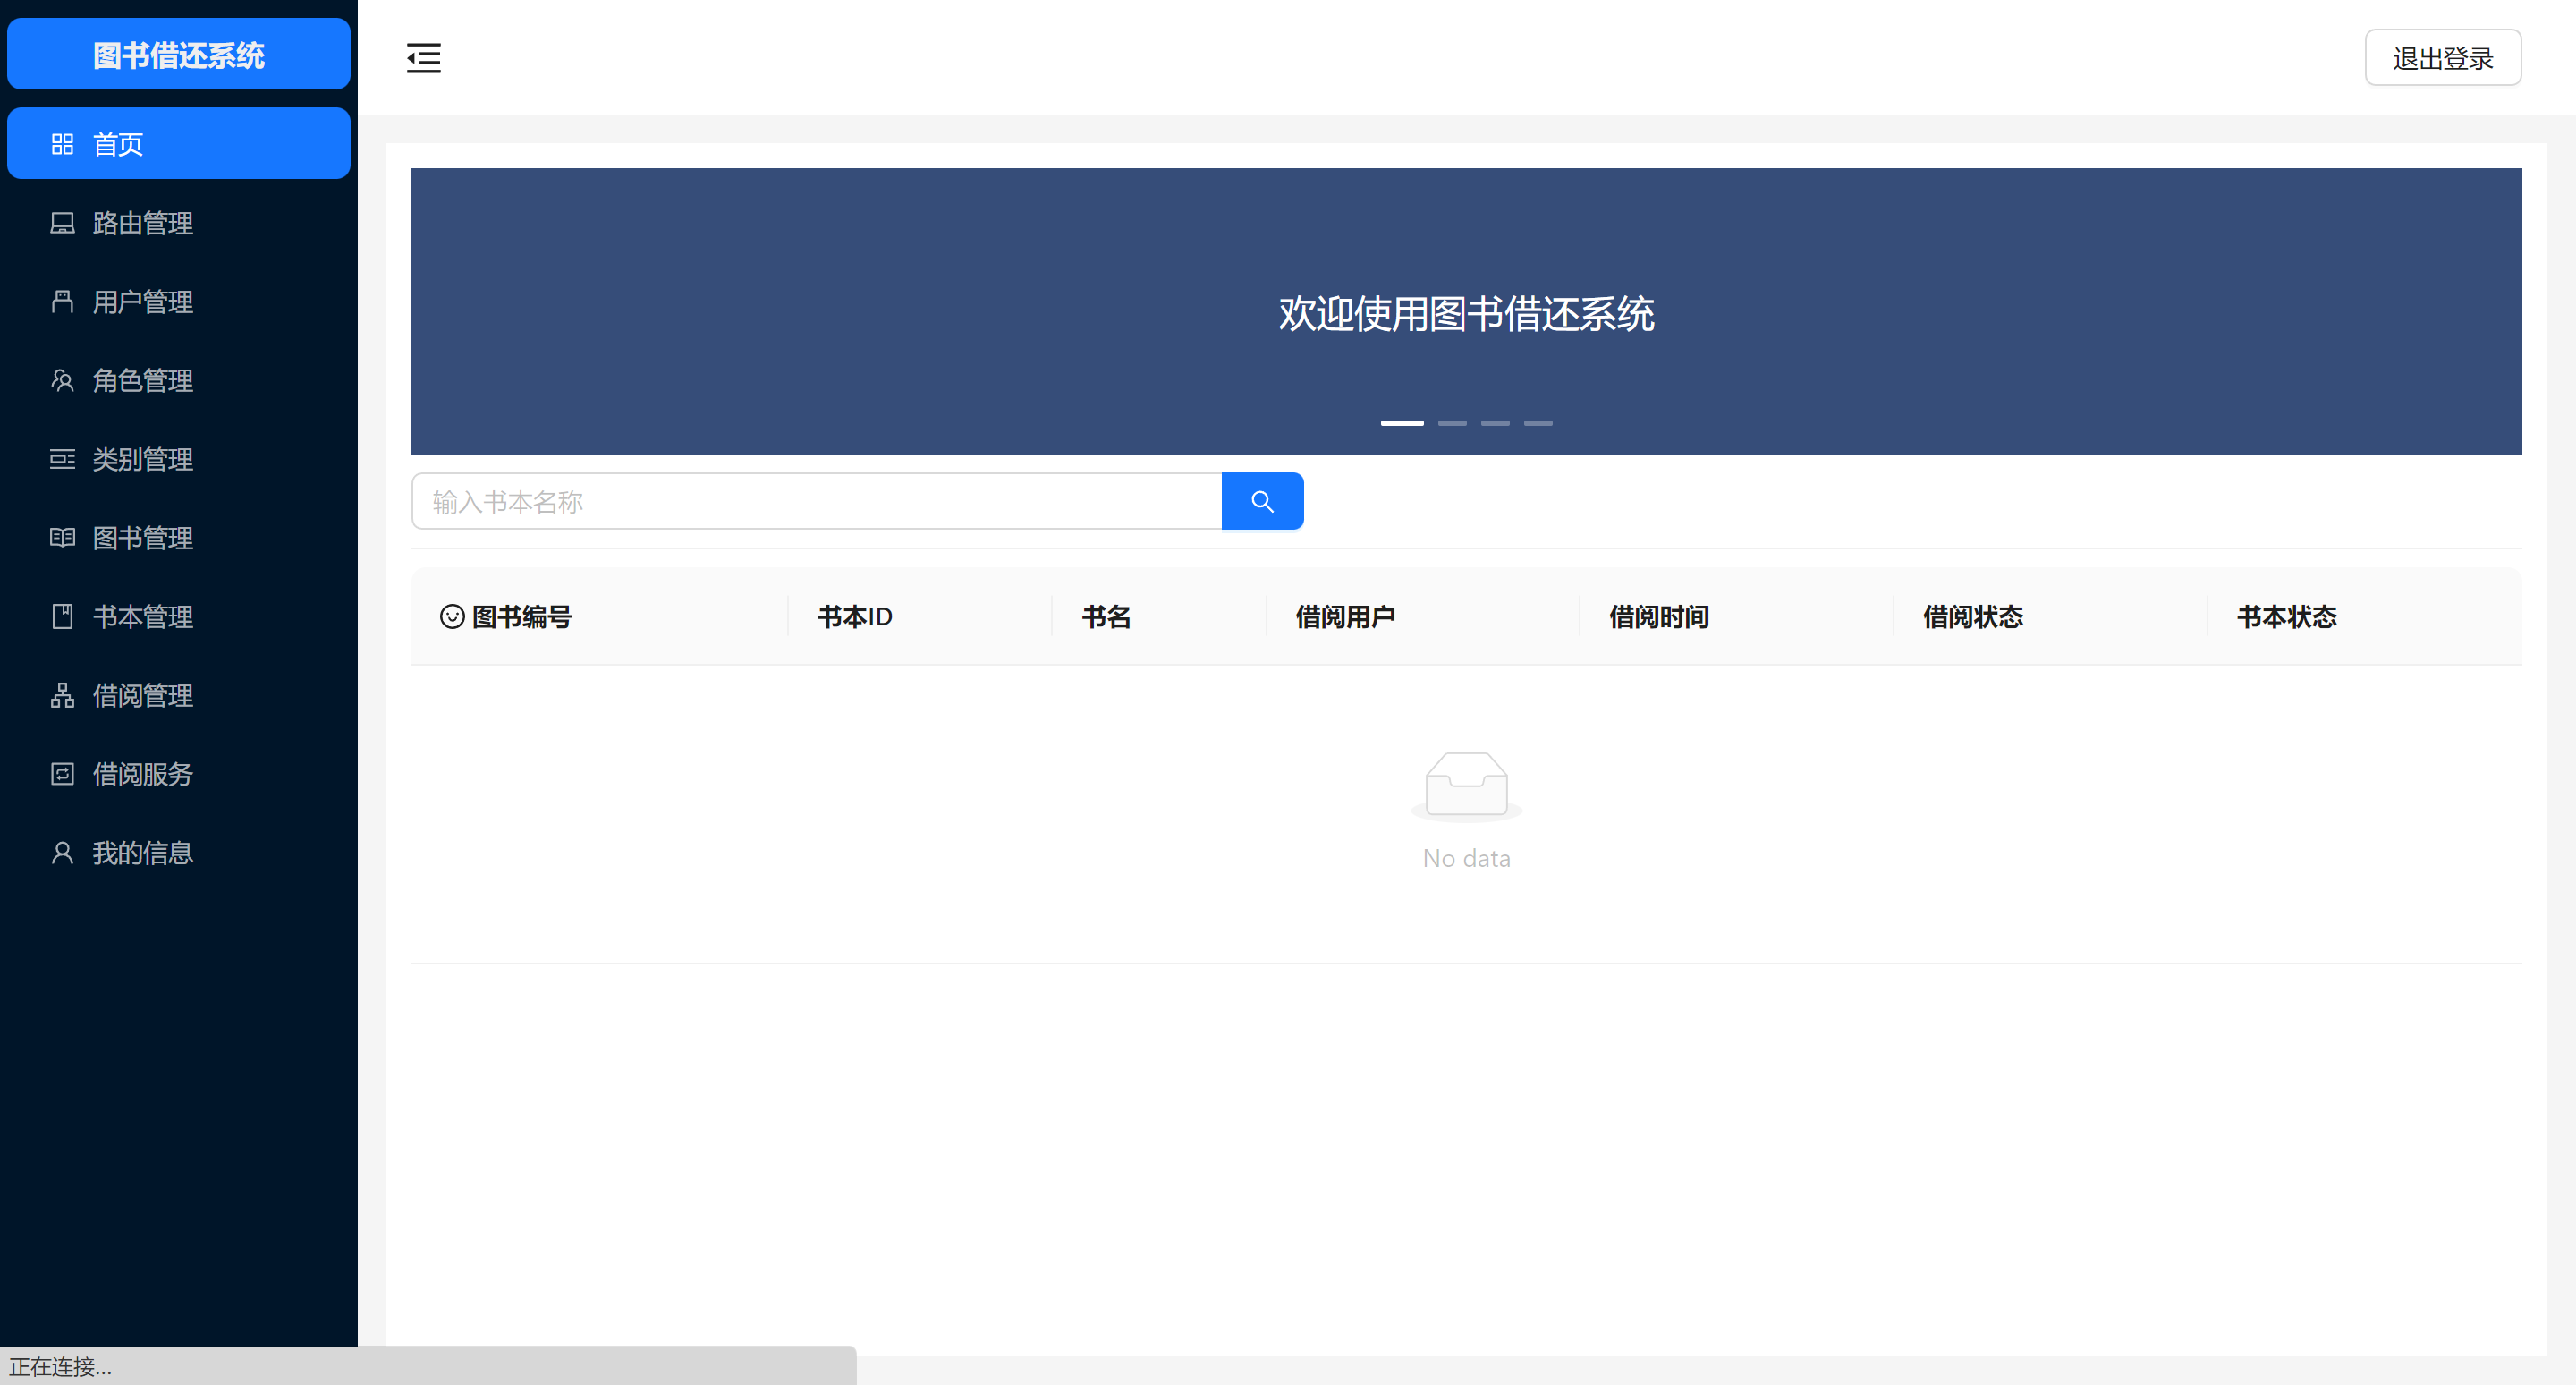 图书借还系统
首页
路由管理
用户管理
角色管理
类别管理
图书管理
书本管理
借阅管理
借阅服务
我的信息
退出登录
欢迎使用图书借还系统
输入书本名称
图书编号 书本ID 书名 借阅用户 借阅时间 借阅状态 书本状态
No data
正在连接...